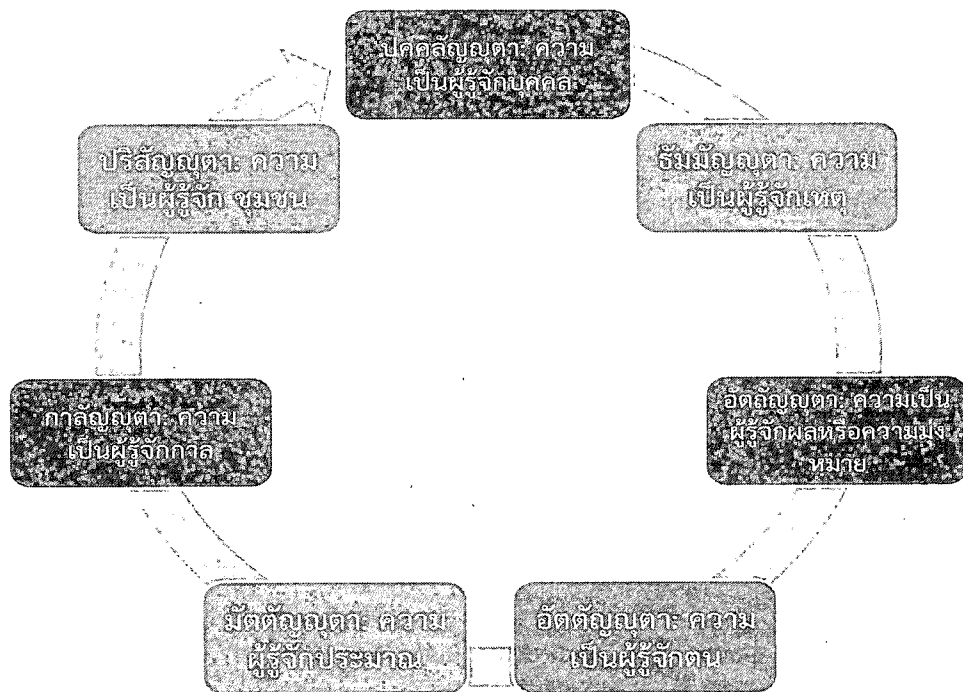 ปุคคลัญญุตา: ความ
เป็นผู้รู้จักบุคคล
ธัมมัญญุตา: ความ
เป็นผู้รู้จักเหตุ
อัตถัญญุตา: ความเป็น
ผู้รู้จักผลหรือความมุ่ง
หมาย
อัตตัญญุตา: ความ
เป็นผู้รู้จักตน
มัตตัญญุตา: ความ
ผู้รู้จักประมาณ
กาลัญญุตา: ความ
เป็นผู้รู้จักกาล
ปริสัญญุตา: ความ
เป็นผู้รู้จัก ชุมชน